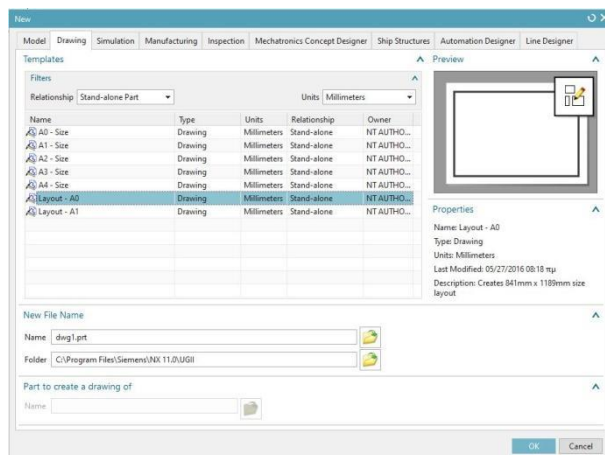 New
Model Drawing Simulation Manufacturing Inspection Mechatronics Concept Designer Ship Structures Automation Designer Line Designer
Templates
Filters
Relationship Stand-alone Part Units Millimeters
Name Type Units Relationship Owner
A0 - Size Drawing Millimeters Stand-alone NT AUTHO...
A1 - Size Drawing Millimeters Stand-alone NT AUTHO...
A2 - Size Drawing Millimeters Stand-alone NT AUTHO...
A3 - Size Drawing Millimeters Stand-alone NT AUTHO...
A4 - Size Drawing Millimeters Stand-alone NT AUTHO...
Layout - A0 Drawing Millimeters Stand-alone NT AUTHO...
Layout - A1 Drawing Millimeters Stand-alone NT AUTHO...
Preview
Properties
Name: Layout - A0
Type: Drawing
Units: Millimeters
Last Modified: 05/27/2016 08:18 πμ
Description: Creates 841mm x 1189mm size
layout
New File Name
Name dwg1.prt
Folder C:\Program Files\Siemens\NX 11.0\UGII
Part to create a drawing of
Name
OK Cancel